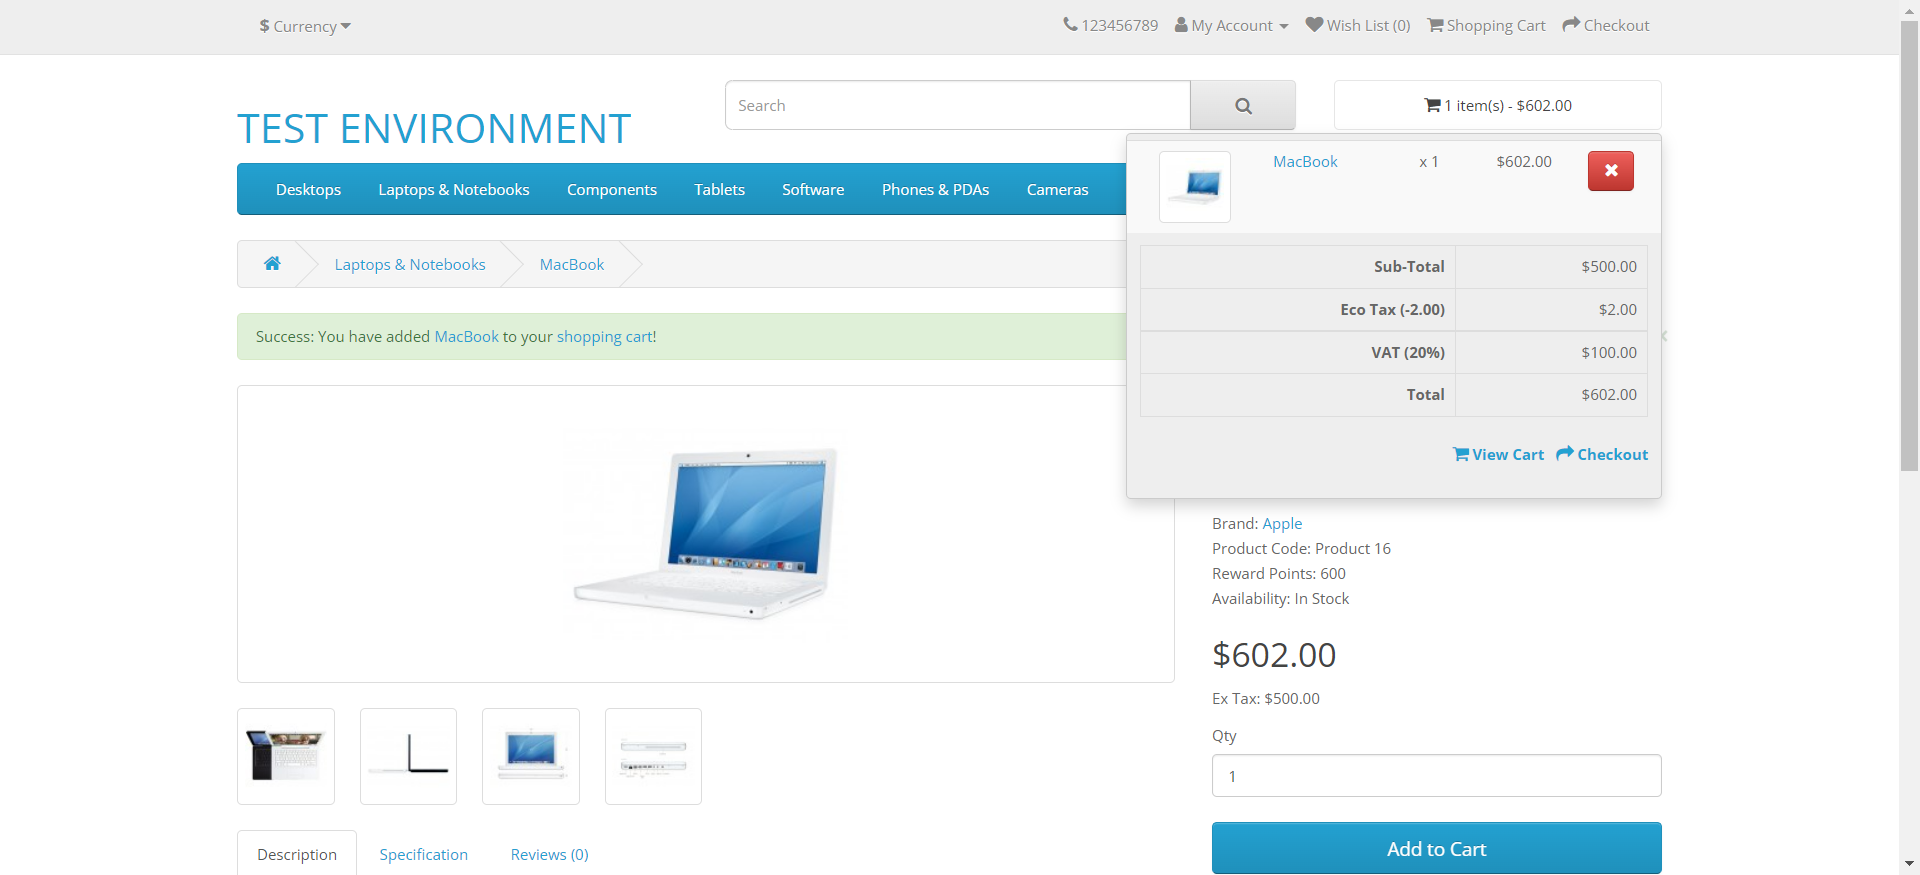 $ Currency
123456789 My Account Wish List (0) Shopping Cart Checkout
Search
1 item(s) - $602.00
TEST ENVIRONMENT
MacBook x 1 $602.00
Desktops Laptops & Notebooks Components Tablets Software Phones & PDAs Cameras
Laptops & Notebooks MacBook
Sub-Total $500.00
Eco Tax (-2.00) $2.00
VAT (20%) $100.00
Total $602.00
View Cart Checkout
Success: You have added MacBook to your shopping cart!
Brand: Apple
Product Code: Product 16
Reward Points: 600
Availability: In Stock
$602.00
Ex Tax: $500.00
Qty
1
Add to Cart
Description Specification Reviews (0)